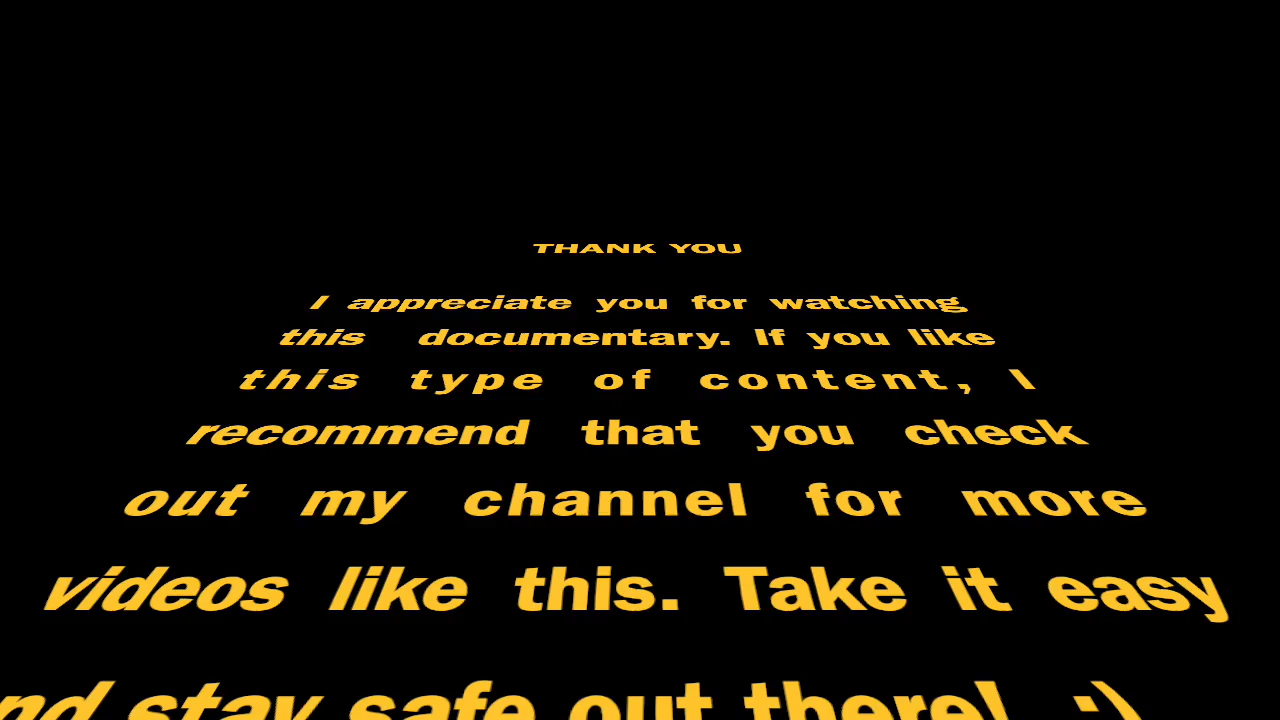 THANK YOU
I appreciate you for watching
this documentary. If you like
this type of content, I
recommend that you check
out my channel for more
videos like this. Take it easy
nd stay safe out there! :)